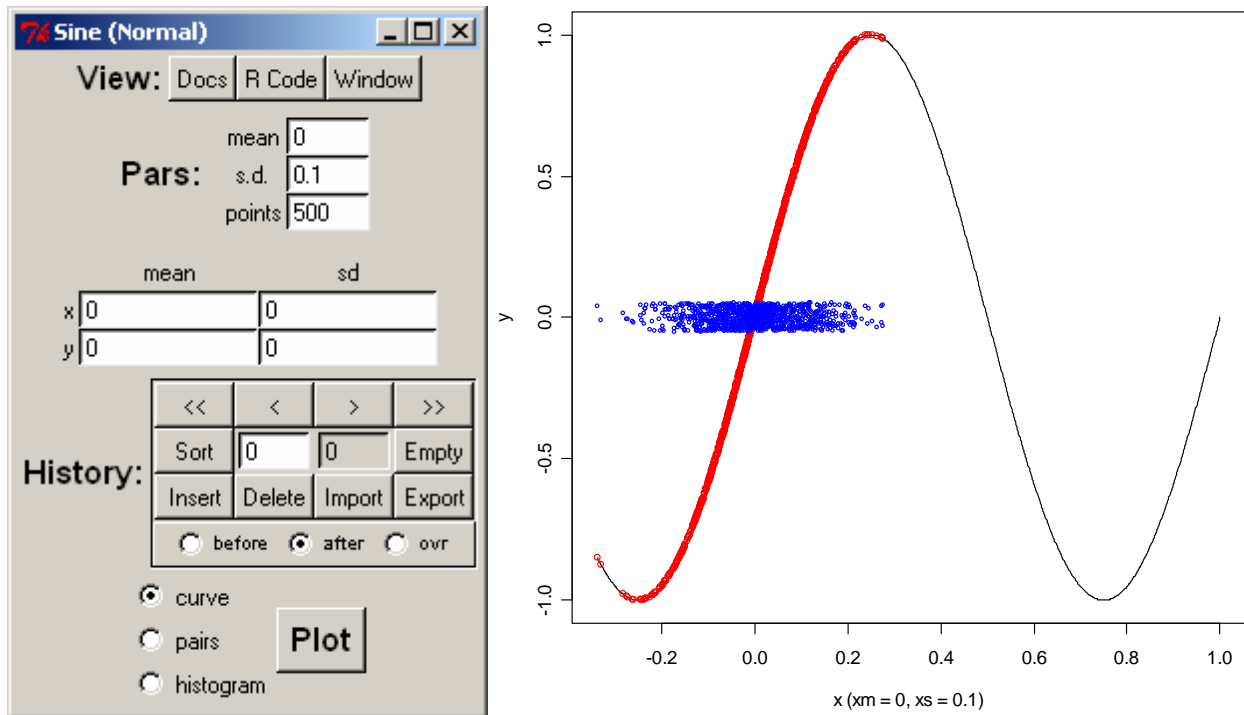 Sine (Normal)
View: Docs R Code Window
Pars:
mean 0
s.d. 0.1
points 500
mean sd
x 0 0
y 0 0
History:
<< < > >>
Sort 0 0 Empty
Insert Delete Import Export
before after ovr
curve
pairs
histogram
Plot
y
1.0
0.5
0.0
-0.5
-1.0
-0.2 0.0 0.2 0.4 0.6 0.8 1.0
x (xm = 0, xs = 0.1)